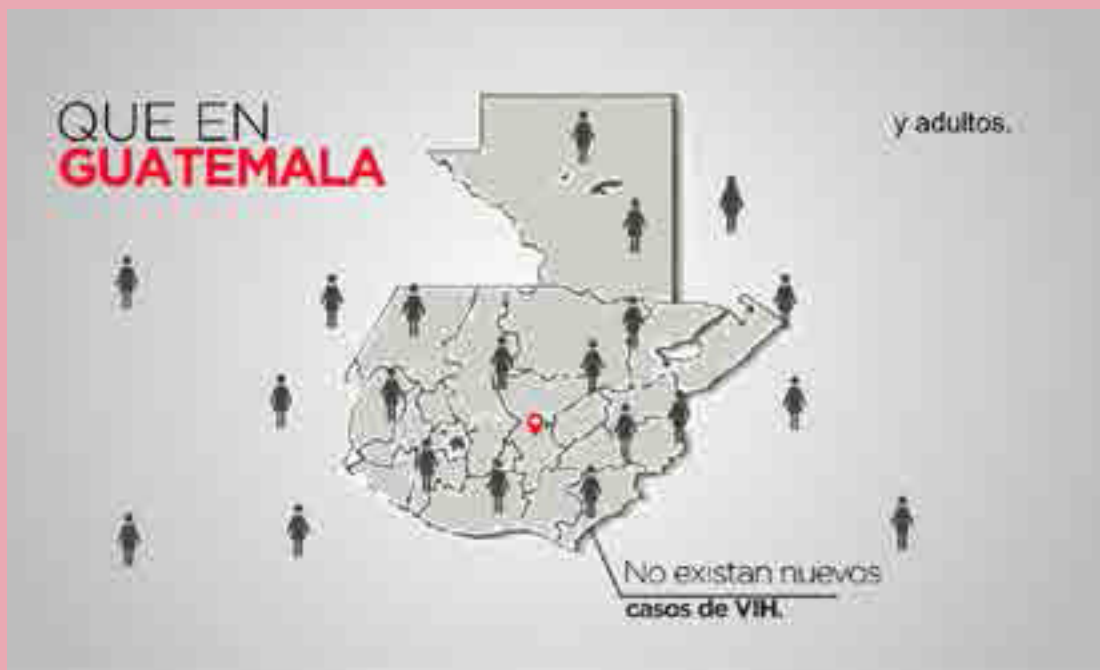 QUE EN
GUATEMALA
y adultos.
No existan nuevos
casos de VIH.